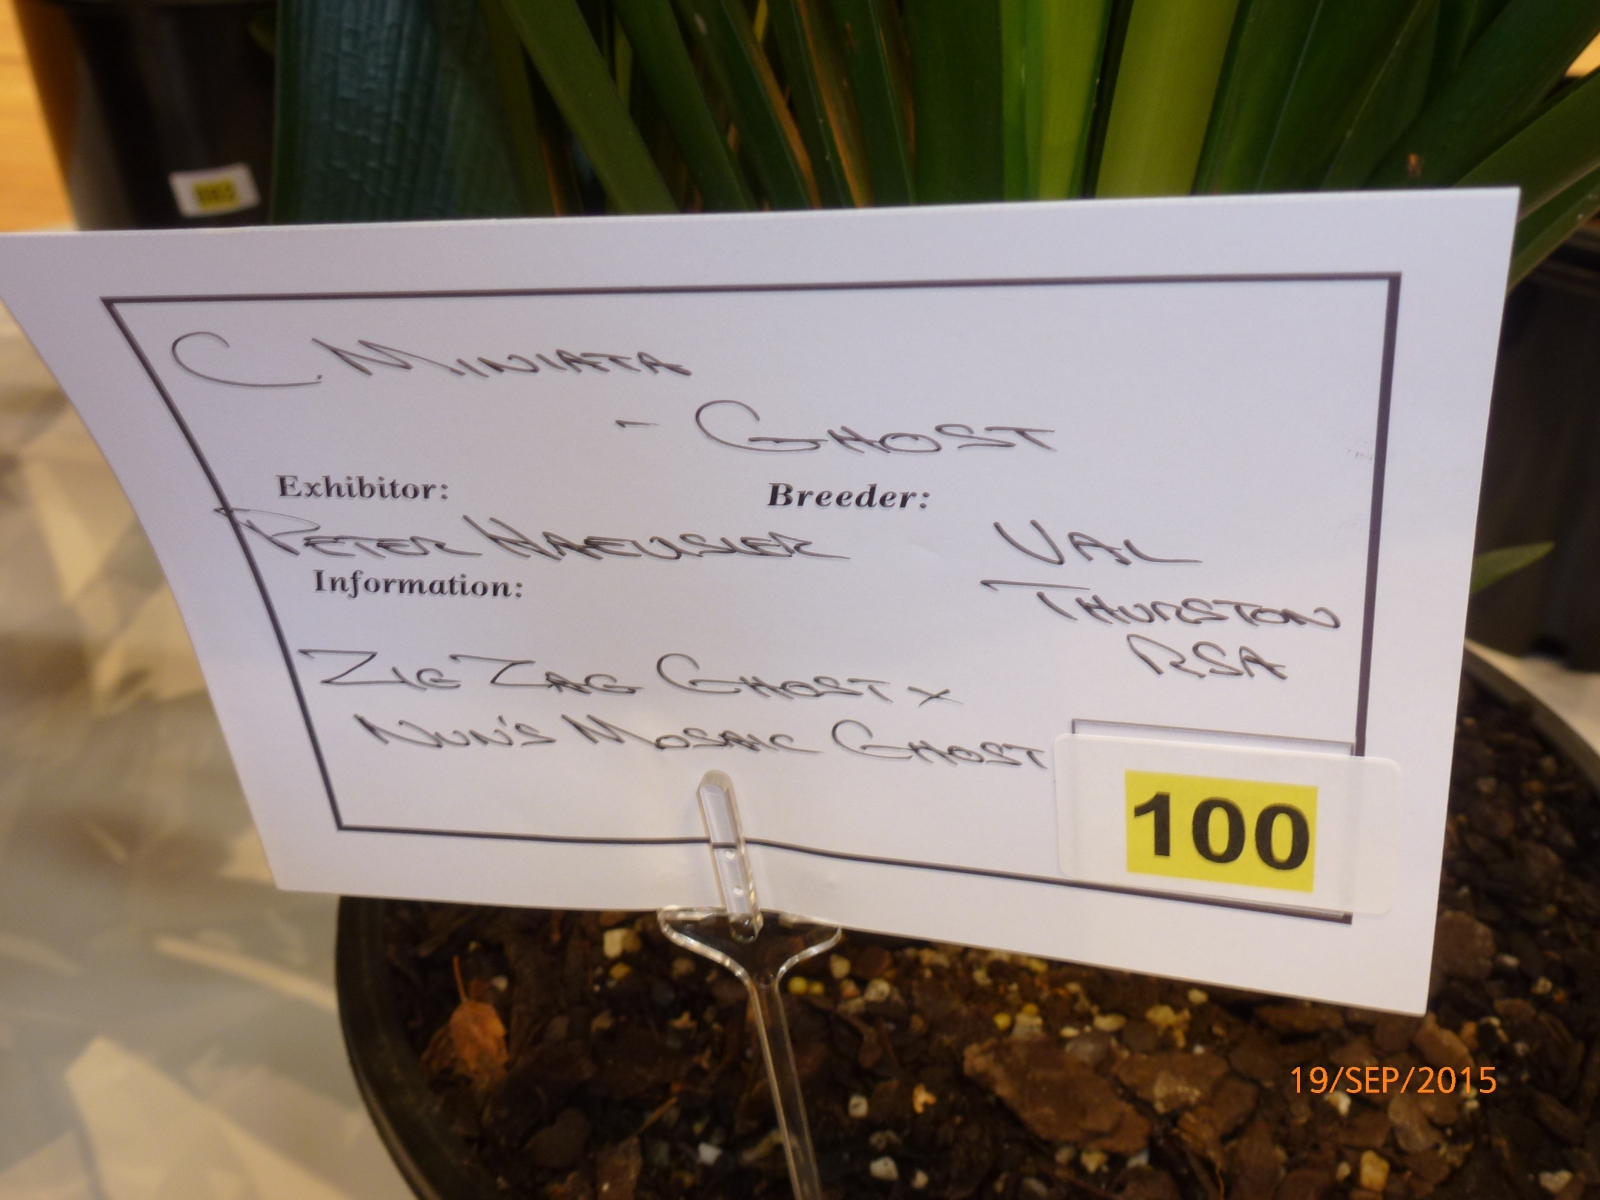 C. MINIATA
- GHOST
Exhibitor: Breeder:
PETER HAEUSLER VAL
THURSTON
RSA
Information:
ZIG ZAG GHOST x
NUN'S MOSAIC GHOST
100
19/SEP/2015